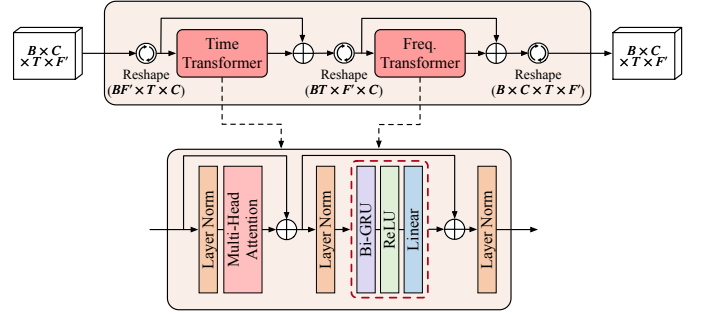 B × C
× T × F′
Reshape
(BF′ × T × C)
Time
Transformer
Reshape
(BT × F′ × C)
Freq.
Transformer
Reshape
(B × C × T × F′)
B × C
× T × F′
Layer Norm
Multi-Head
Attention
Layer Norm
Bi-GRU
ReLU
Linear
Layer Norm